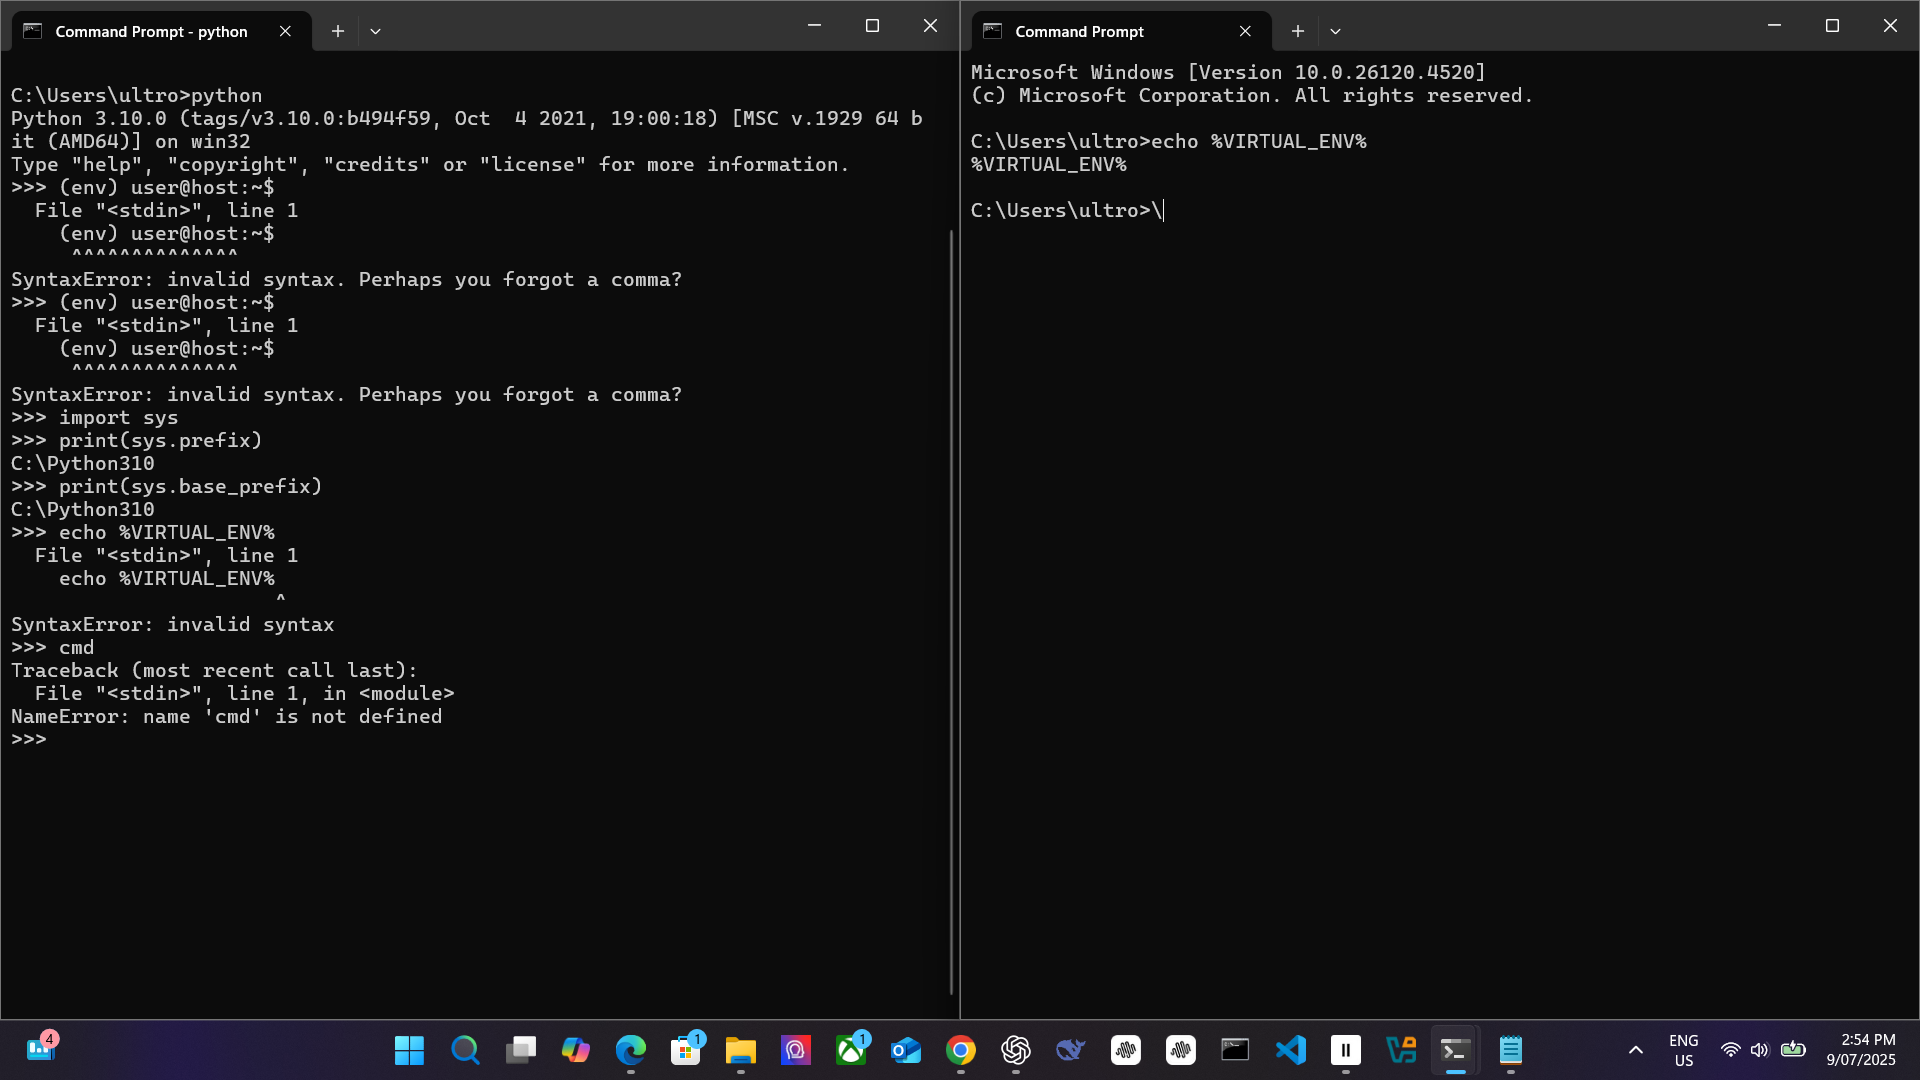 Command Prompt - python
C:\Users\ultro>python
Python 3.10.0 (tags/v3.10.0:b494f59, Oct  4 2021, 19:00:18) [MSC v.1929 64 b
it (AMD64)] on win32
Type "help", "copyright", "credits" or "license" for more information.
>>> (env) user@host:~$
  File "<stdin>", line 1
    (env) user@host:~$
     ^^^^^^^^^^^^^^
SyntaxError: invalid syntax. Perhaps you forgot a comma?
>>> (env) user@host:~$
  File "<stdin>", line 1
    (env) user@host:~$
     ^^^^^^^^^^^^^^
SyntaxError: invalid syntax. Perhaps you forgot a comma?
>>> import sys
>>> print(sys.prefix)
C:\Python310
>>> print(sys.base_prefix)
C:\Python310
>>> echo %VIRTUAL_ENV%
  File "<stdin>", line 1
    echo %VIRTUAL_ENV%
                      ^
SyntaxError: invalid syntax
>>> cmd
Traceback (most recent call last):
  File "<stdin>", line 1, in <module>
NameError: name 'cmd' is not defined
>>>
Command Prompt
Microsoft Windows [Version 10.0.26120.4520]
(c) Microsoft Corporation. All rights reserved.
C:\Users\ultro>echo %VIRTUAL_ENV%
%VIRTUAL_ENV%
C:\Users\ultro>\
4
1
1
ENG
US
2:54 PM
9/07/2025